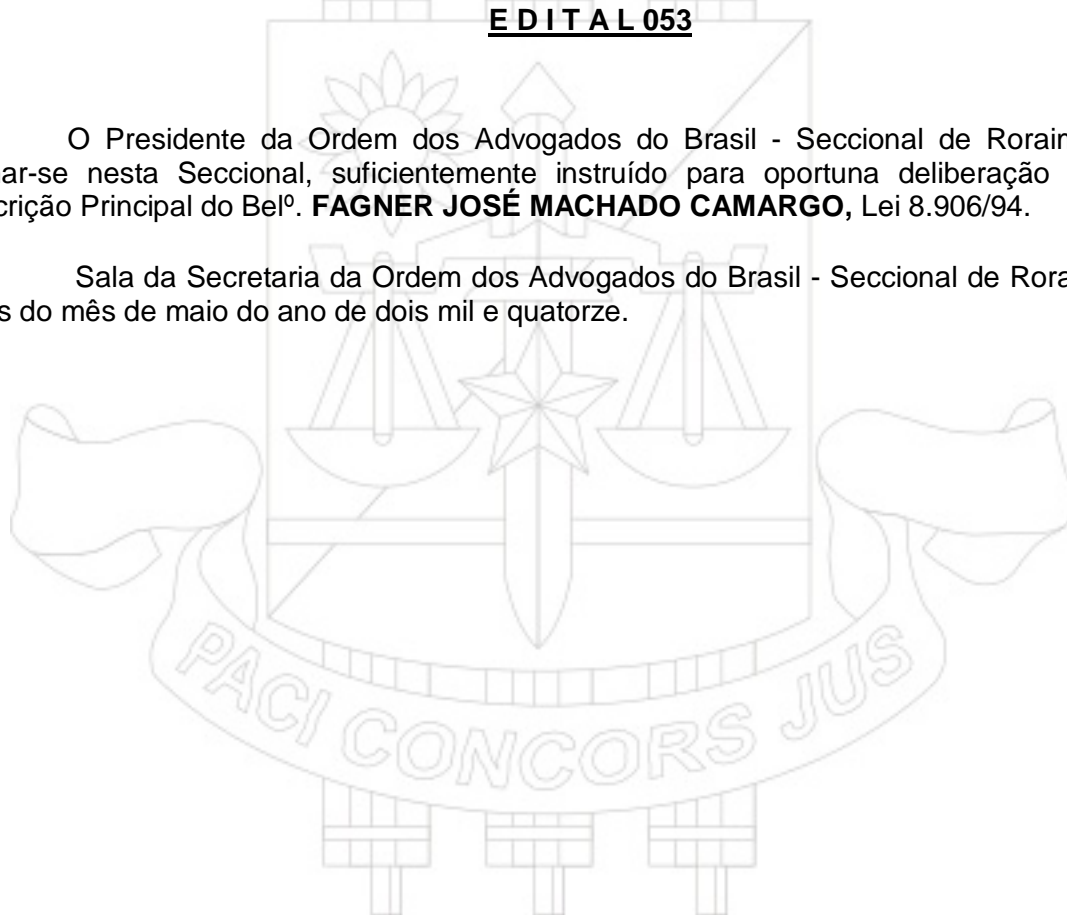 E D I T A L 053
O Presidente da Ordem dos Advogados do Brasil - Seccional de
nar-se nesta Seccional, suficientemente instruído para oportuna deliberação
crição Principal do Belº. FAGNER JOSÉ MACHADO CAMARGO, Lei 8.906/94.
Sala da Secretaria da Ordem dos Advogados do Brasil - Seccional de Rora
s do mês de maio do ano de dois mil e quatorze.
PACI CONCORS JUS